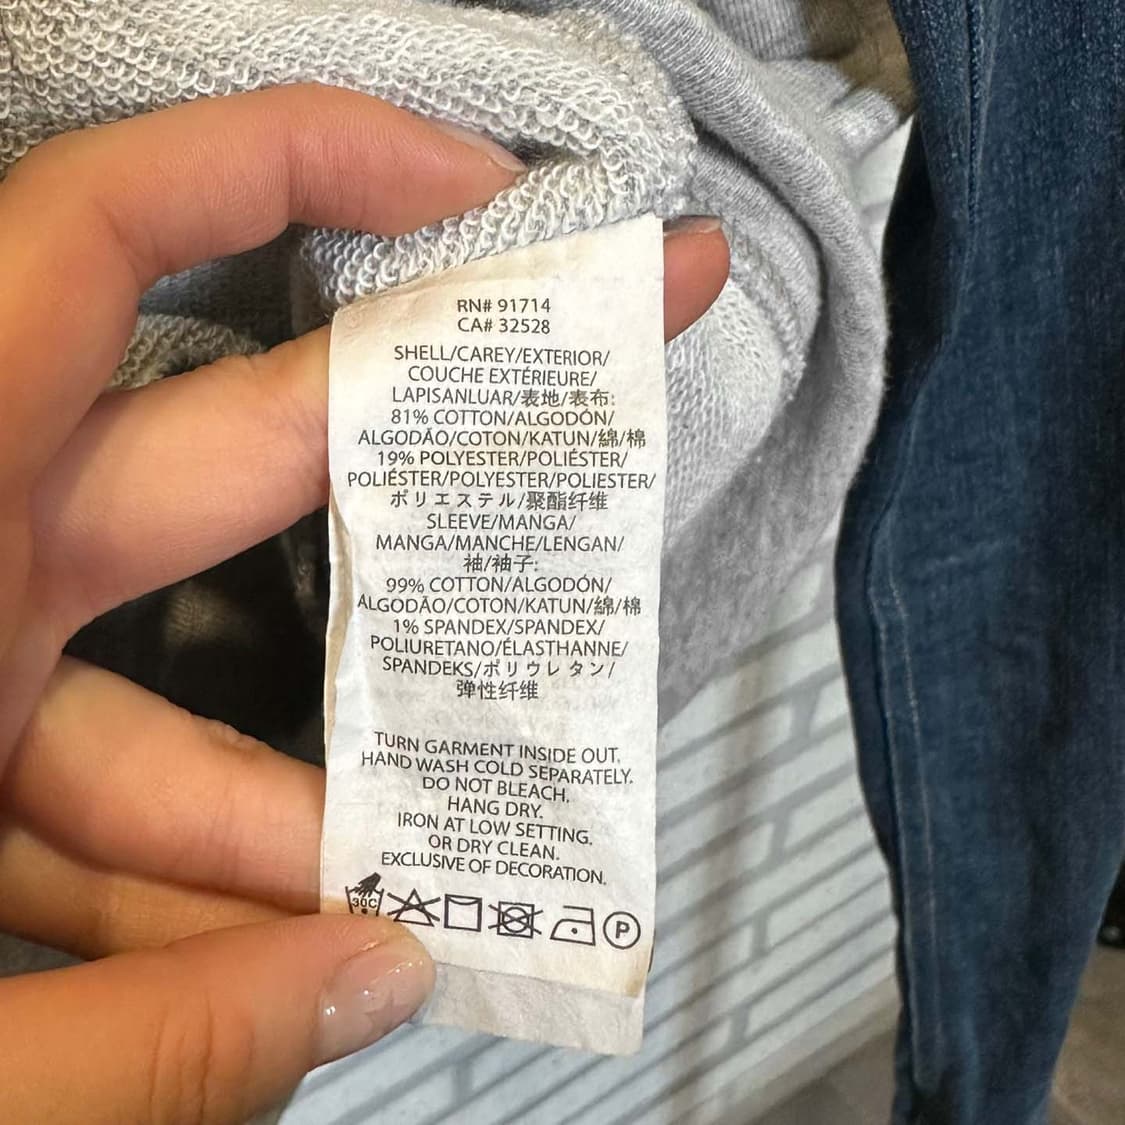 RN# 91714
CA# 32528
SHELL/CAREY/EXTERIOR/
COUCHE EXTÉRIEURE/
LAPISANLUAR/表地/表布:
81% COTTON/ALGODÓN/
ALGODÃO/COTON/KATUN/綿/棉
19% POLYESTER/POLIÉSTER/
POLIÉSTER/POLYESTER/POLIESTER/
ポリエステル/聚酯纤维
SLEEVE/MANGA/
MANGA/MANCHE/LENGAN/
袖/袖子:
99% COTTON/ALGODÓN/
ALGODÃO/COTON/KATUN/綿/棉
1% SPANDEX/SPANDEX/
POLIURETANO/ÉLASTHANNE/
SPANDEKS/ポリウレタン/
弹性纤维
TURN GARMENT INSIDE OUT.
HAND WASH COLD SEPARATELY.
DO NOT BLEACH.
HANG DRY.
IRON AT LOW SETTING.
OR DRY CLEAN.
EXCLUSIVE OF DECORATION.
30C P